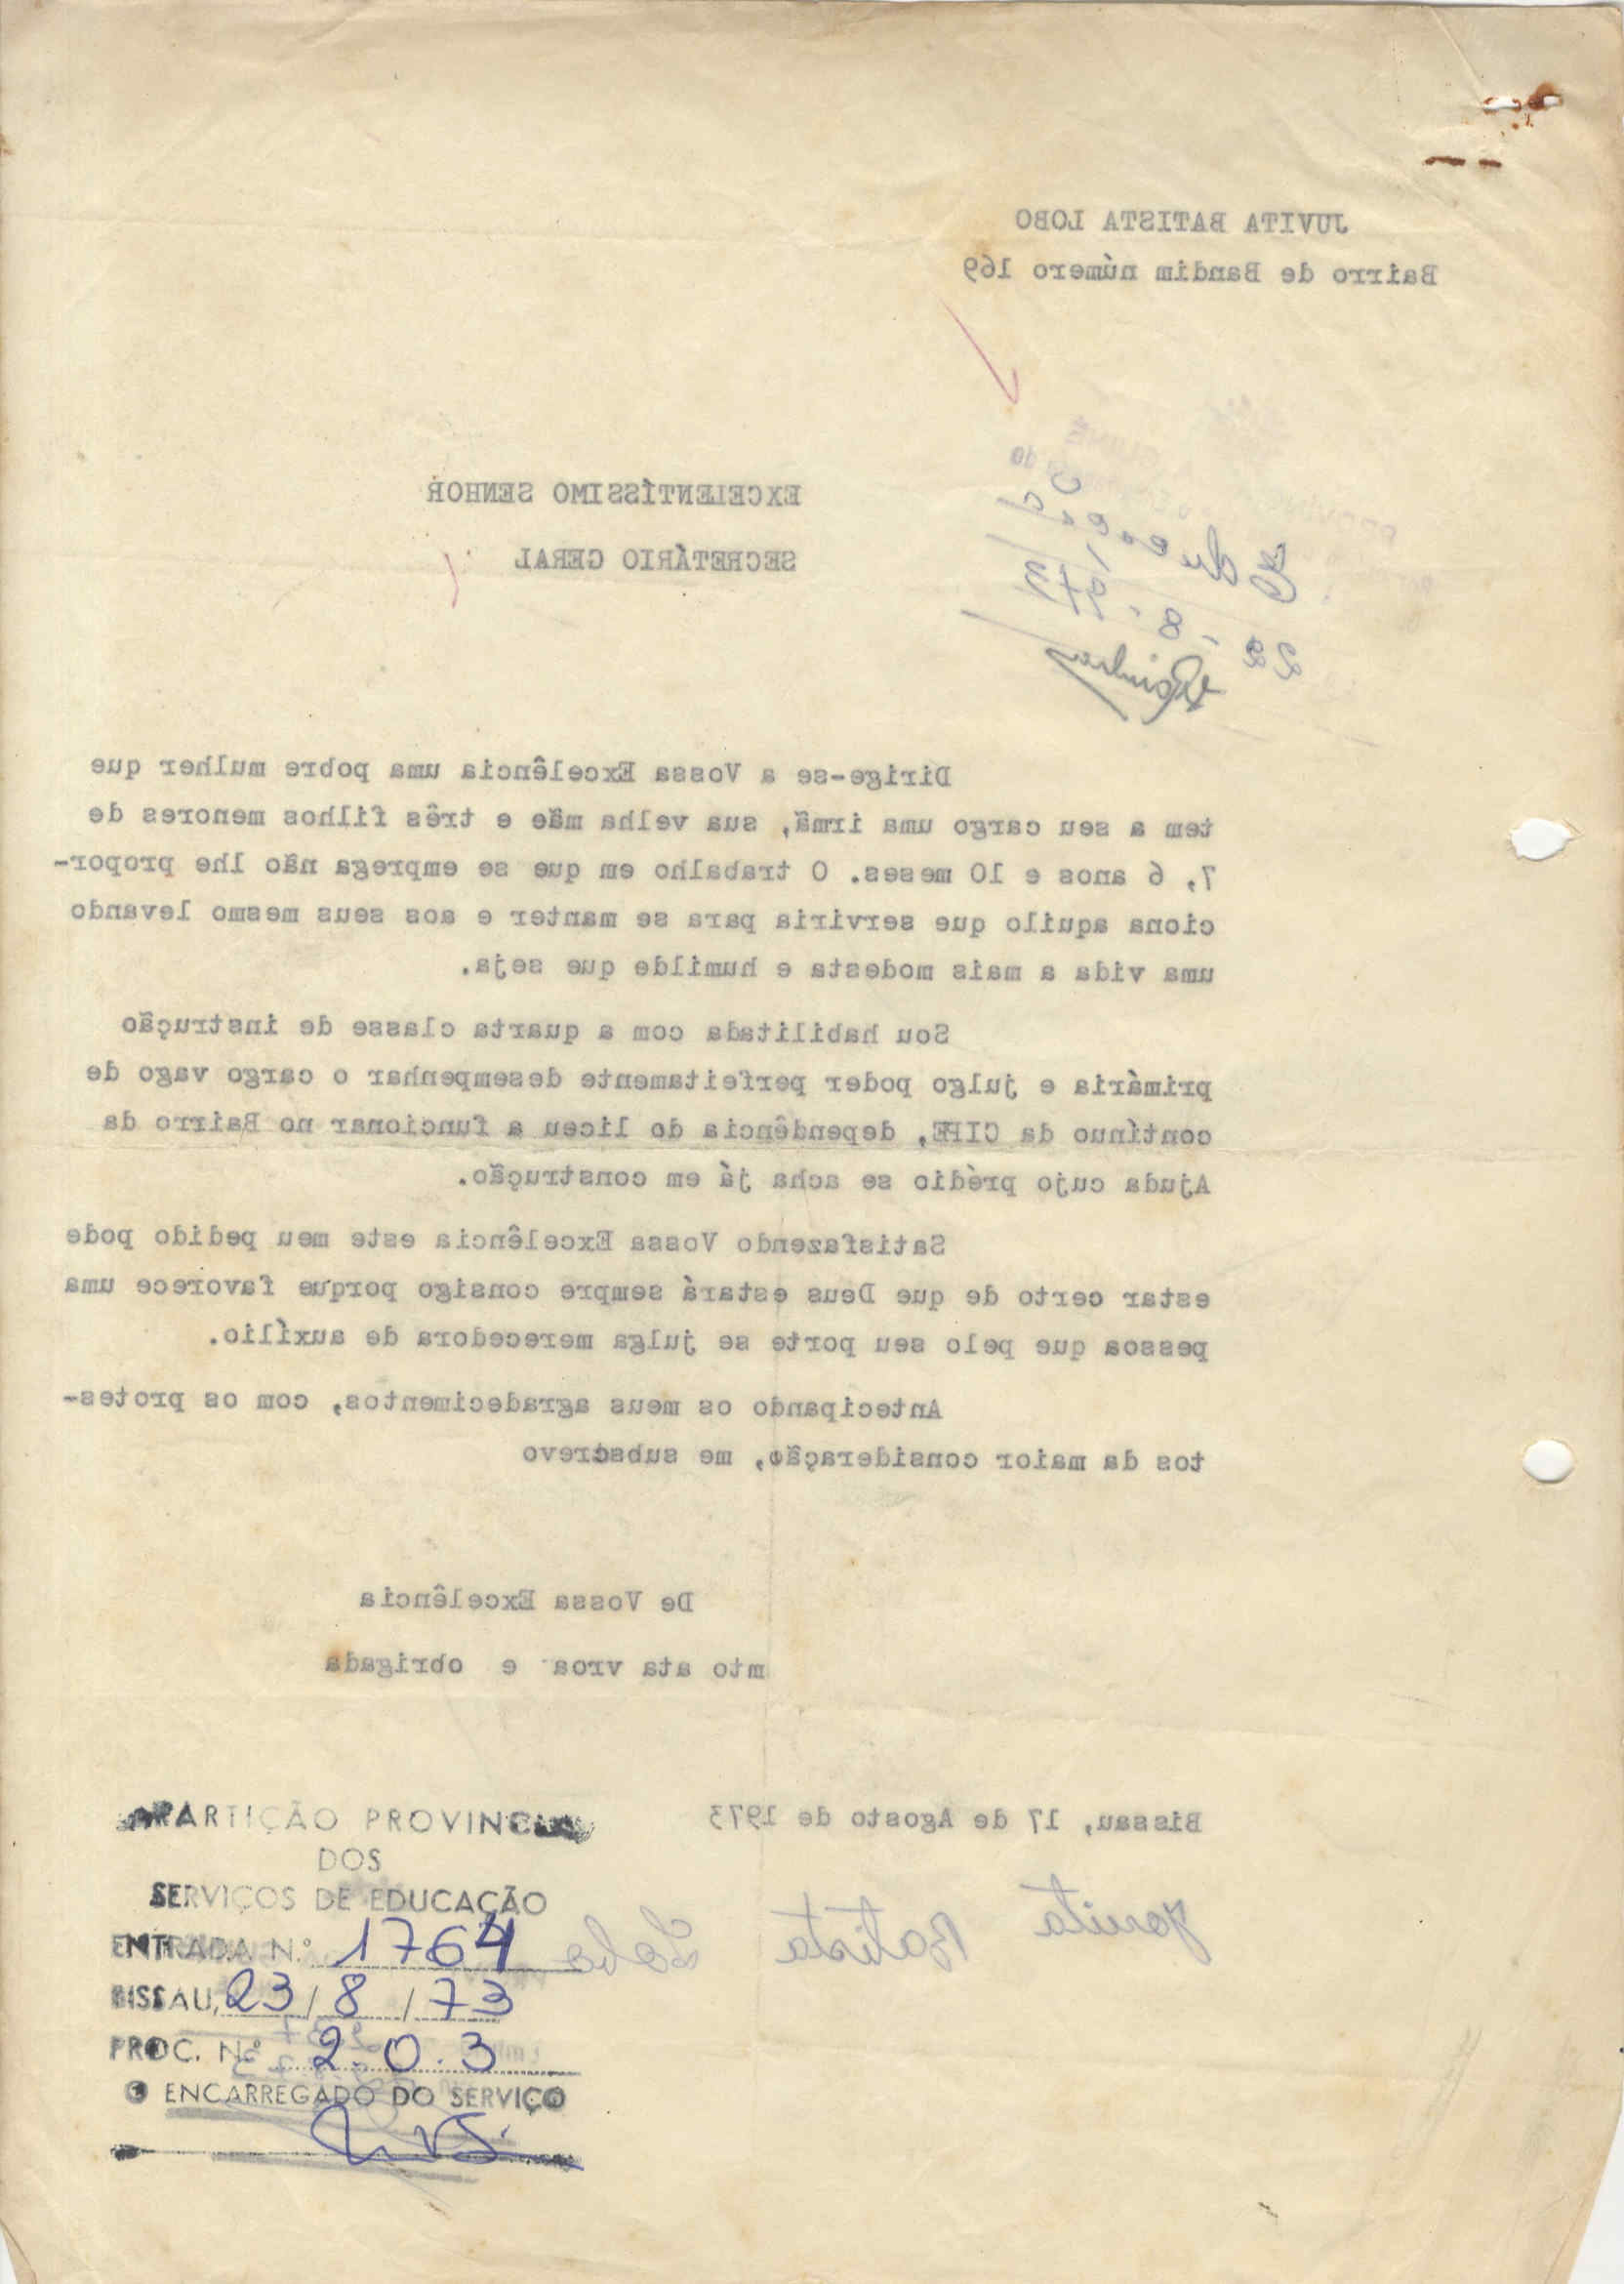 JUVITA BATISTA LOBO
Bairro de Bandim número 169
EXCELENTÍSSIMO SENHOR
SECRETÁRIO GERAL
22-8-973
Dirige-se a Vossa Excelência uma pobre mulher que
tem a seu cargo uma irmã, sua velha mãe e três filhos menores de
7, 6 anos e 10 meses. O trabalho em que se emprega não lhe propor-
ciona aquilo que serviria para se manter e aos seus mesmo levando
uma vida a mais modesta e humilde que seja.
Sou habilitada com a quarta classe de instrução
primária e julgo poder perfeitamente desempenhar o cargo vago de
contínuo da CIPE, dependência do liceu a funcionar no Bairro da
Ajuda cujo prédio se acha já em construção.
Satisfazendo Vossa Excelência este meu pedido pode
estar certo de que Deus estará sempre consigo porque favorece uma
pessoa que pelo seu porte se julga merecedora de auxílio.
Antecipando os meus agradecimentos, com os protes-
tos da maior consideração, me subscrevo
De Vossa Excelência
mto ata vros e obrigada
Bissau, 17 de Agosto de 1973
Batista Lobo
PROVINCIAL
DOS
SERVIÇOS DE EDUCAÇÃO
ENTRADA N.º 1764
BISSAU, 23/8/73
PROC. N.º 2.0.3
O ENCARREGADO DO SERVIÇO